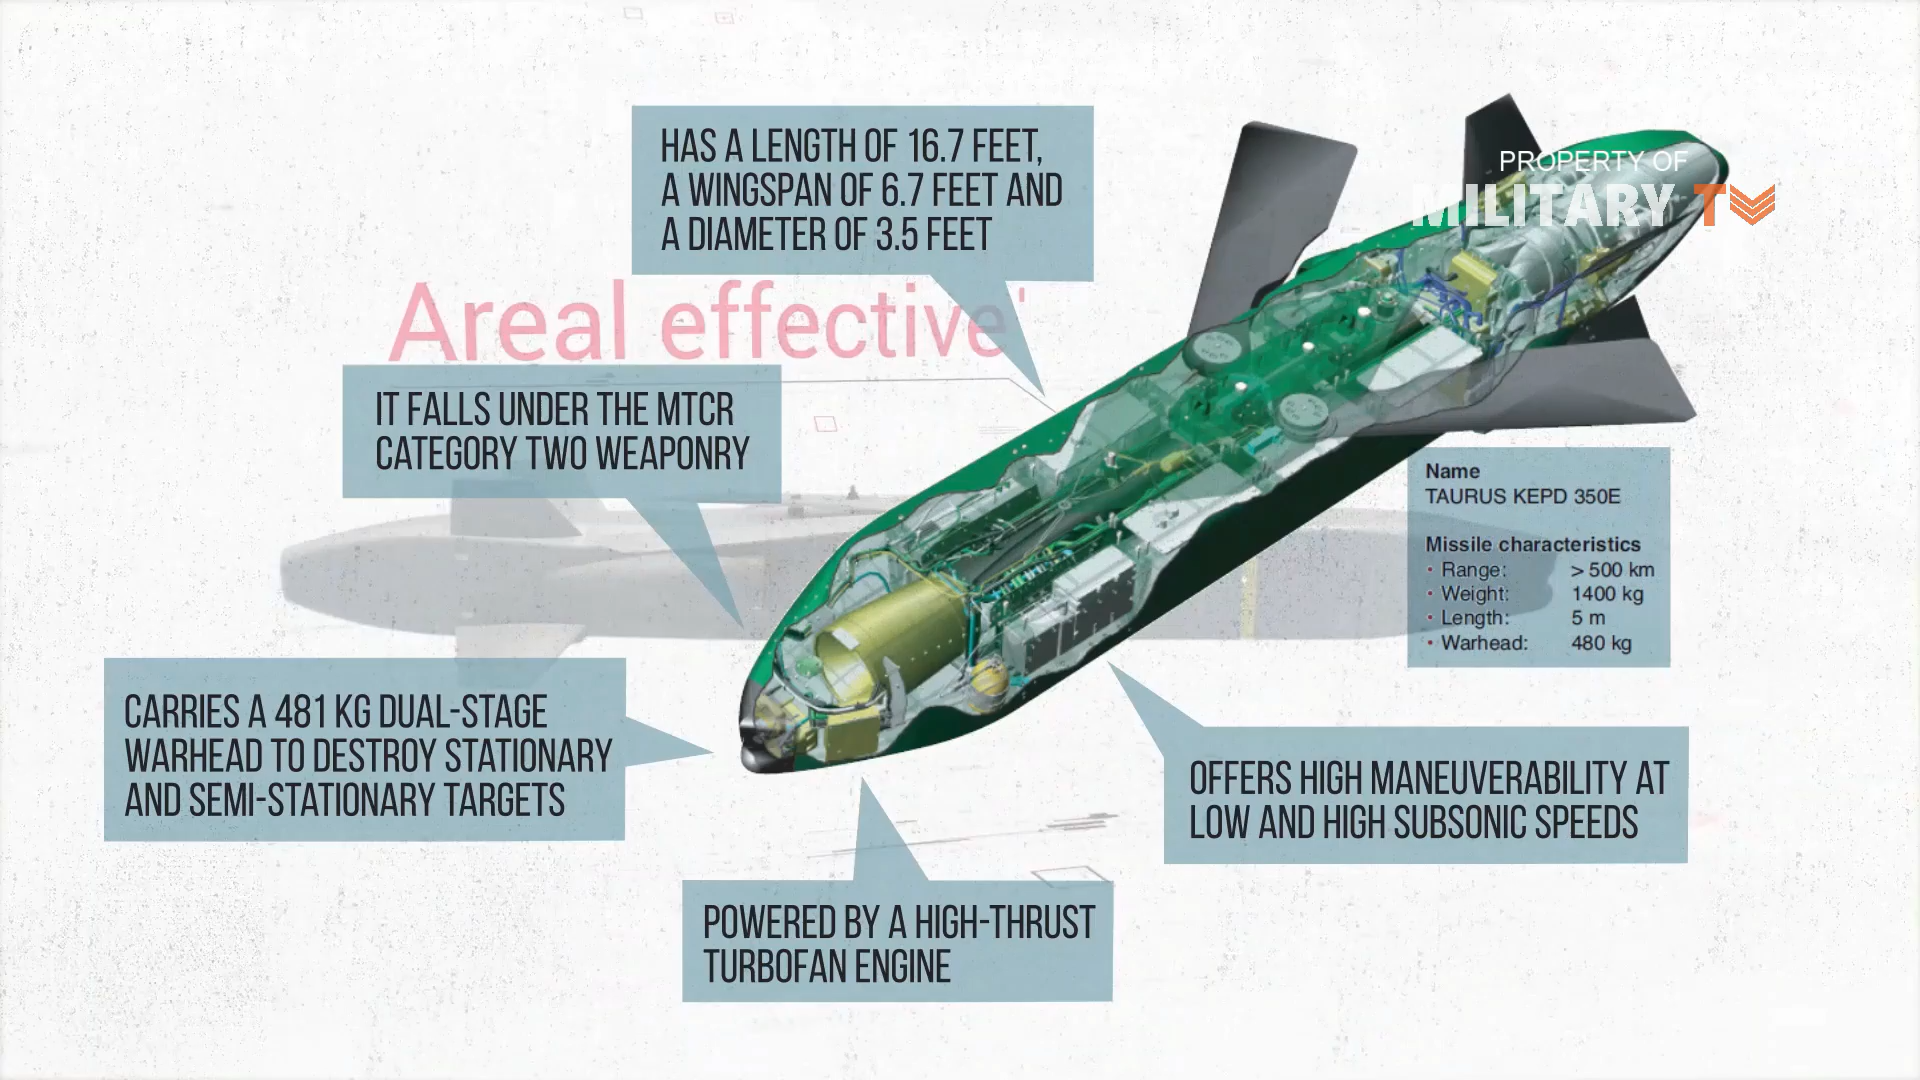 HAS A LENGTH OF 16.7 FEET,
A WINGSPAN OF 6.7 FEET AND
A DIAMETER OF 3.5 FEET
PROPERTY OF
MILITARY TV
Areal effective
IT FALLS UNDER THE MTCR
CATEGORY TWO WEAPONRY
Name
TAURUS KEPD 350E
Missile characteristics
• Range: > 500 km
• Weight: 1400 kg
• Length: 5 m
• Warhead: 480 kg
CARRIES A 481 KG DUAL-STAGE
WARHEAD TO DESTROY STATIONARY
AND SEMI-STATIONARY TARGETS
OFFERS HIGH MANEUVERABILITY AT
LOW AND HIGH SUBSONIC SPEEDS
POWERED BY A HIGH-THRUST
TURBOFAN ENGINE